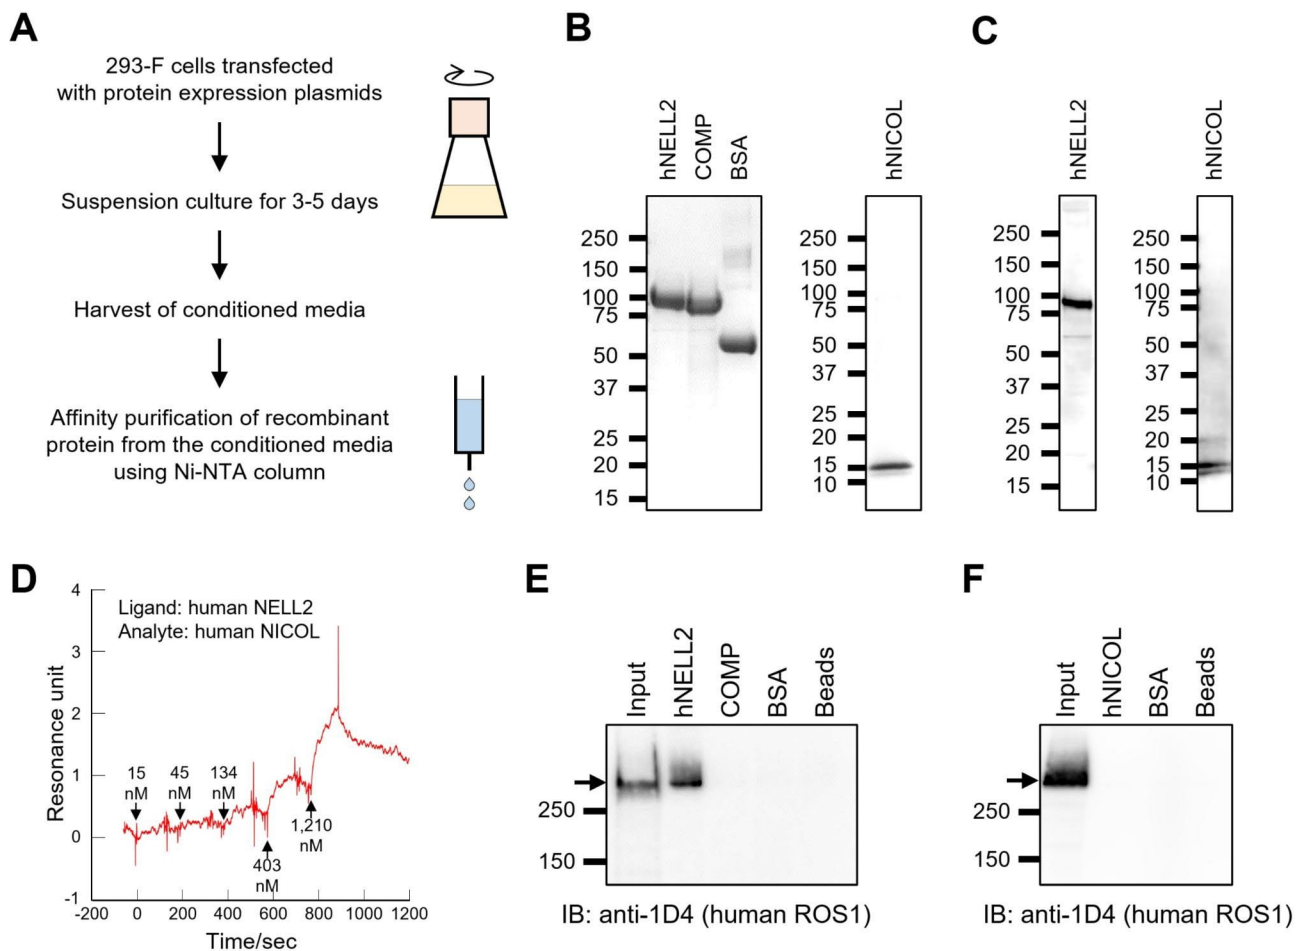 A
293-F cells transfected
with protein expression plasmids
Suspension culture for 3-5 days
Harvest of conditioned media
Affinity purification of recombinant
protein from the conditioned media
using Ni-NTA column
B
hNELL2
COMP
BSA
250
150
100
75
50
37
25
20
15
hNICOL
250
150
100
75
50
37
25
20
15
10
C
hNELL2
250
150
100
75
50
37
25
20
15
hNICOL
250
150
100
75
50
37
25
20
15
10
D
Ligand: human NELL2
Analyte: human NICOL
Resonance unit
4
3
2
1
0
-1
15
nM
45
nM
134
nM
403
nM
1,210
nM
-200 0 200 400 600 800 1000 1200
Time/sec
E
Input
hNELL2
COMP
BSA
Beads
250
150
IB: anti-1D4 (human ROS1)
F
Input
hNICOL
BSA
Beads
250
150
IB: anti-1D4 (human ROS1)